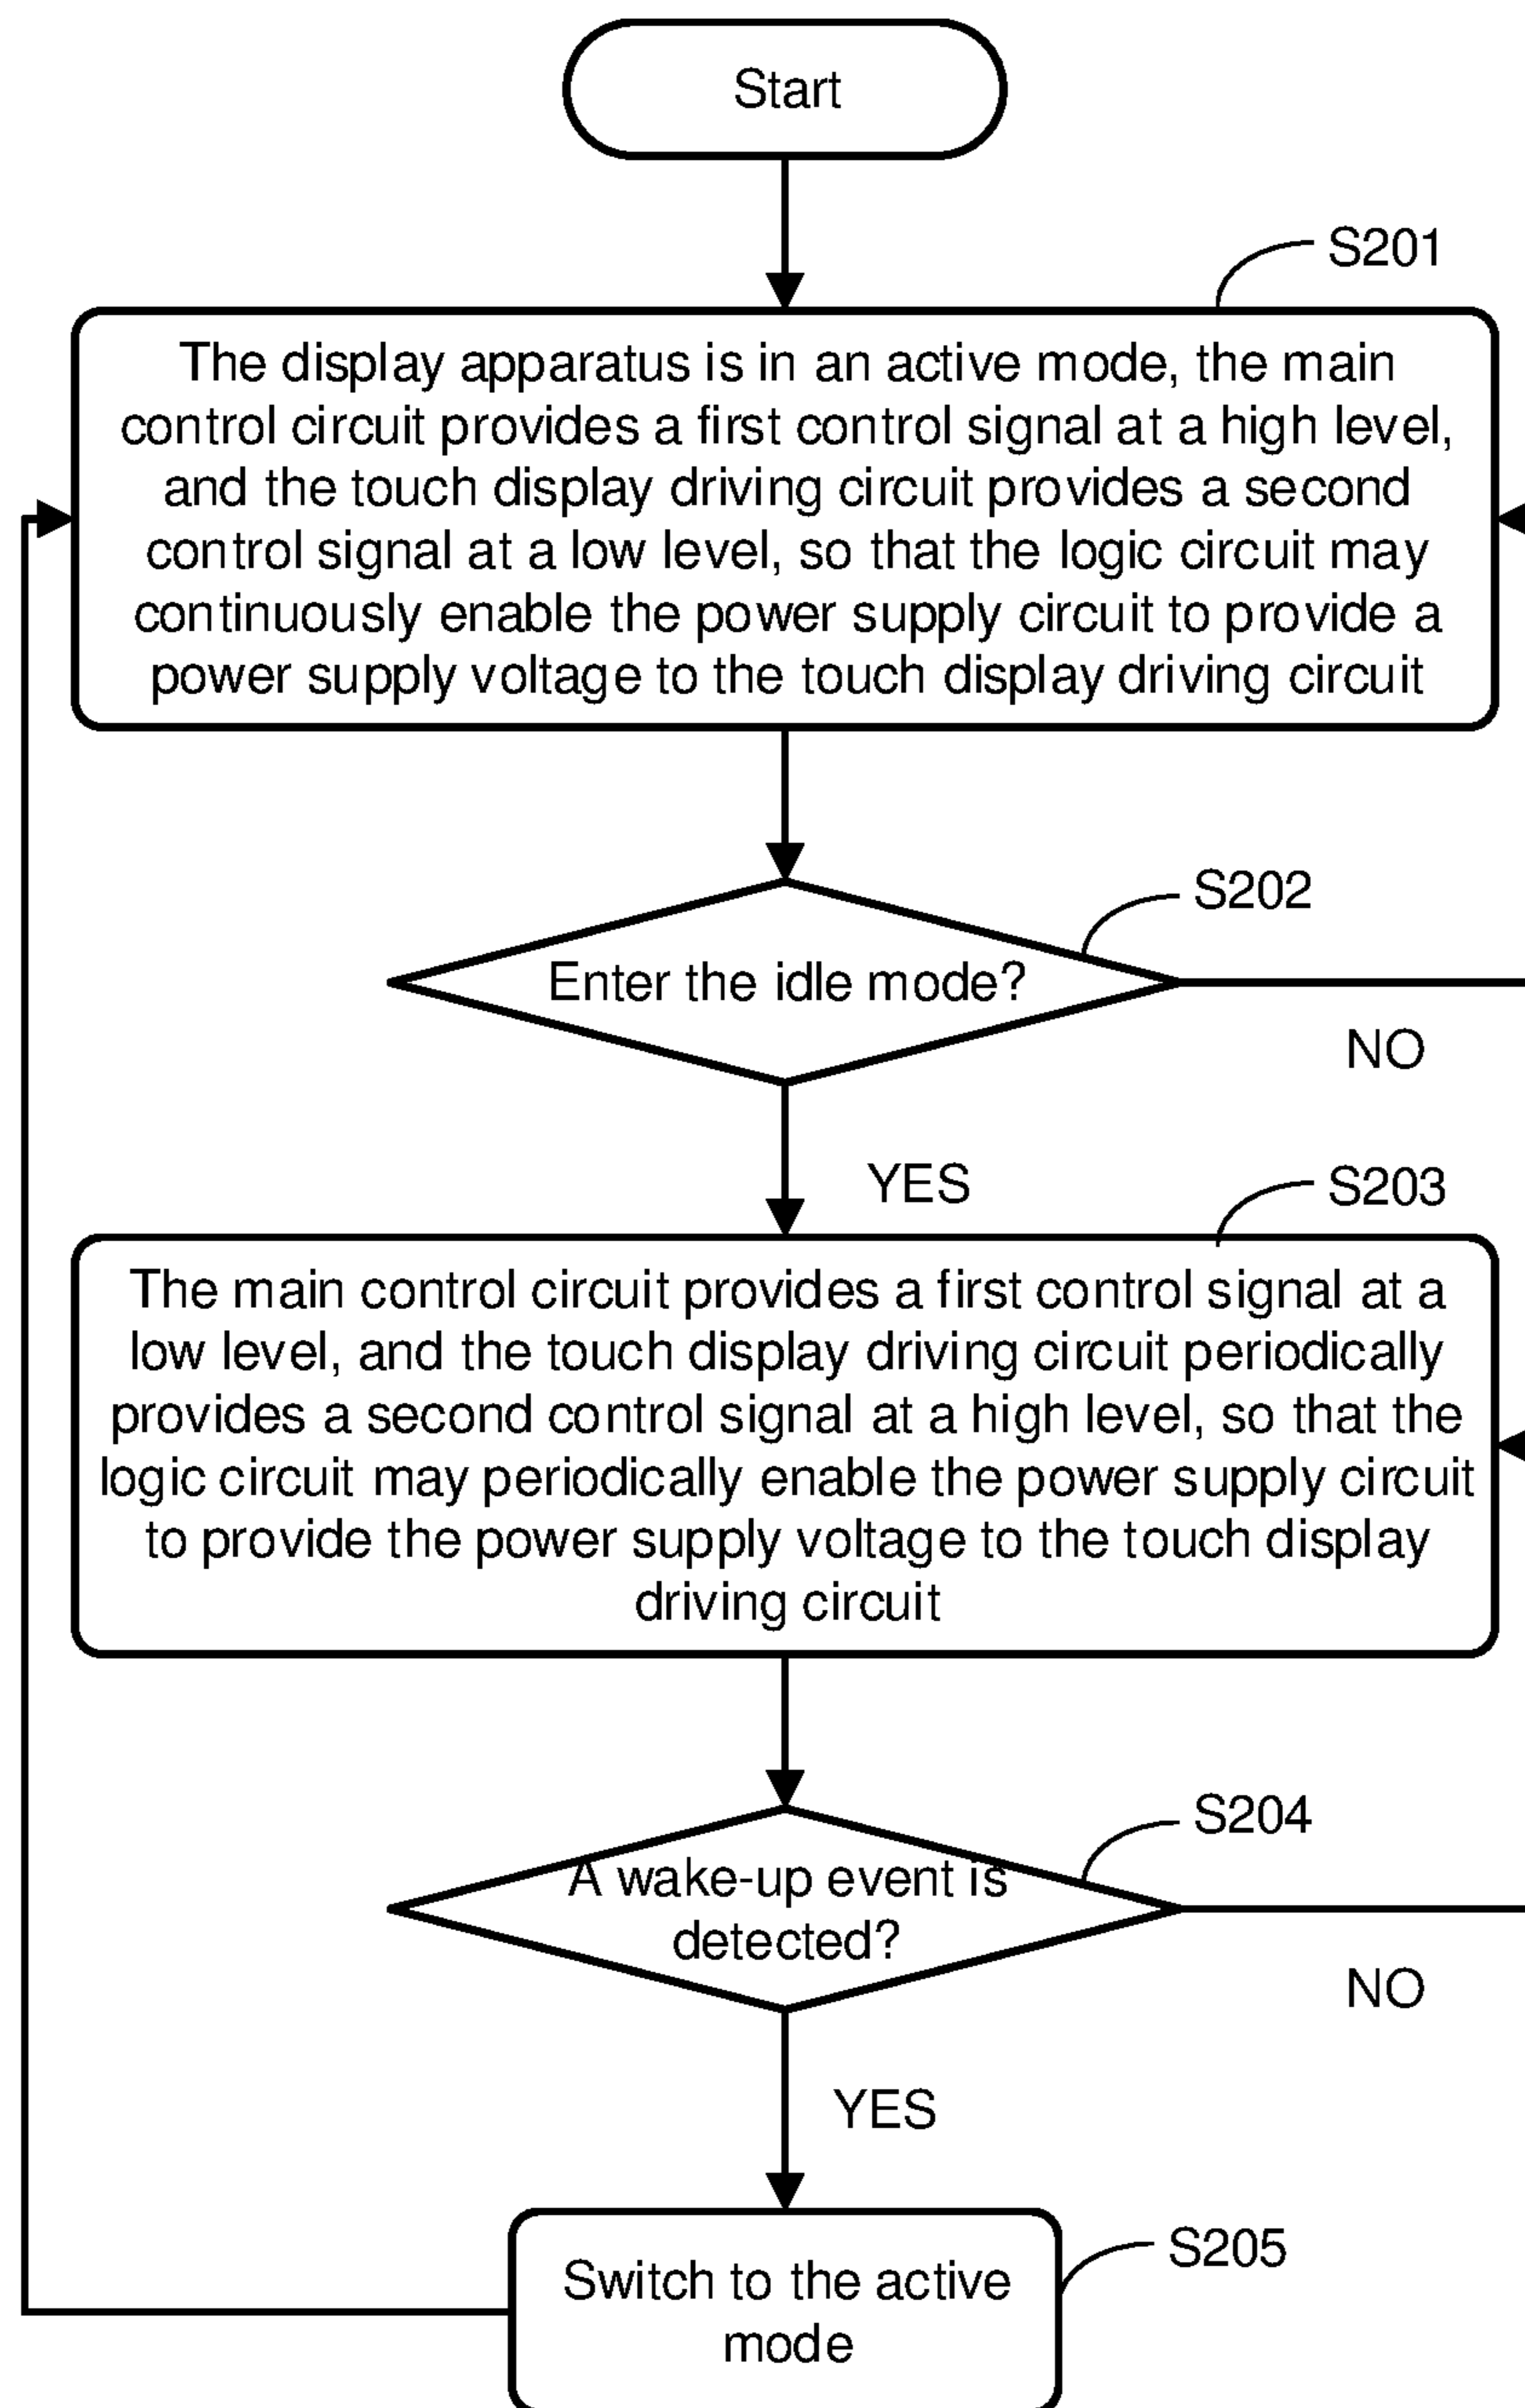 Start
S201
The display apparatus is in an active mode, the main
control circuit provides a first control signal at a high level,
and the touch display driving circuit provides a second
control signal at a low level, so that the logic circuit may
continuously enable the power supply circuit to provide a
power supply voltage to the touch display driving circuit
S202
Enter the idle mode?
NO
YES
S203
The main control circuit provides a first control signal at a
low level, and the touch display driving circuit periodically
provides a second control signal at a high level, so that the
logic circuit may periodically enable the power supply circuit
to provide the power supply voltage to the touch display
driving circuit
S204
A wake-up event is
detected?
NO
YES
S205
Switch to the active
mode